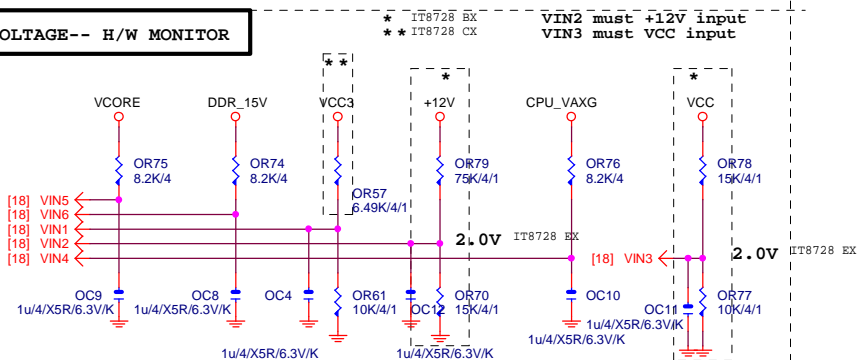 * IT8728 BX
** IT8728 CX
VIN2 must +12V input
VIN3 must VCC input
OLTAGE-- H/W MONITOR
**
*
*
VCORE
DDR_15V
VCC3
+12V
CPU_VAXG
VCC
OR75
8.2K/4
OR74
8.2K/4
OR57
6.49K/4/1
OR79
75K/4/1
OR76
8.2K/4
OR78
15K/4/1
[18] VIN5
[18] VIN6
[18] VIN1
[18] VIN2
[18] VIN4
2.0V
IT8728 EX
[18] VIN3
2.0V
IT8728 EX
OC9
1u/4/X5R/6.3V/K
OC8
1u/4/X5R/6.3V/K
OC4
1u/4/X5R/6.3V/K
OR61
10K/4/1
OC12
1u/4/X5R/6.3V/K
OR70
15K/4/1
OC10
1u/4/X5R/6.3V/K
OC11
1u/4/X5R/6.3V/K
OR77
10K/4/1